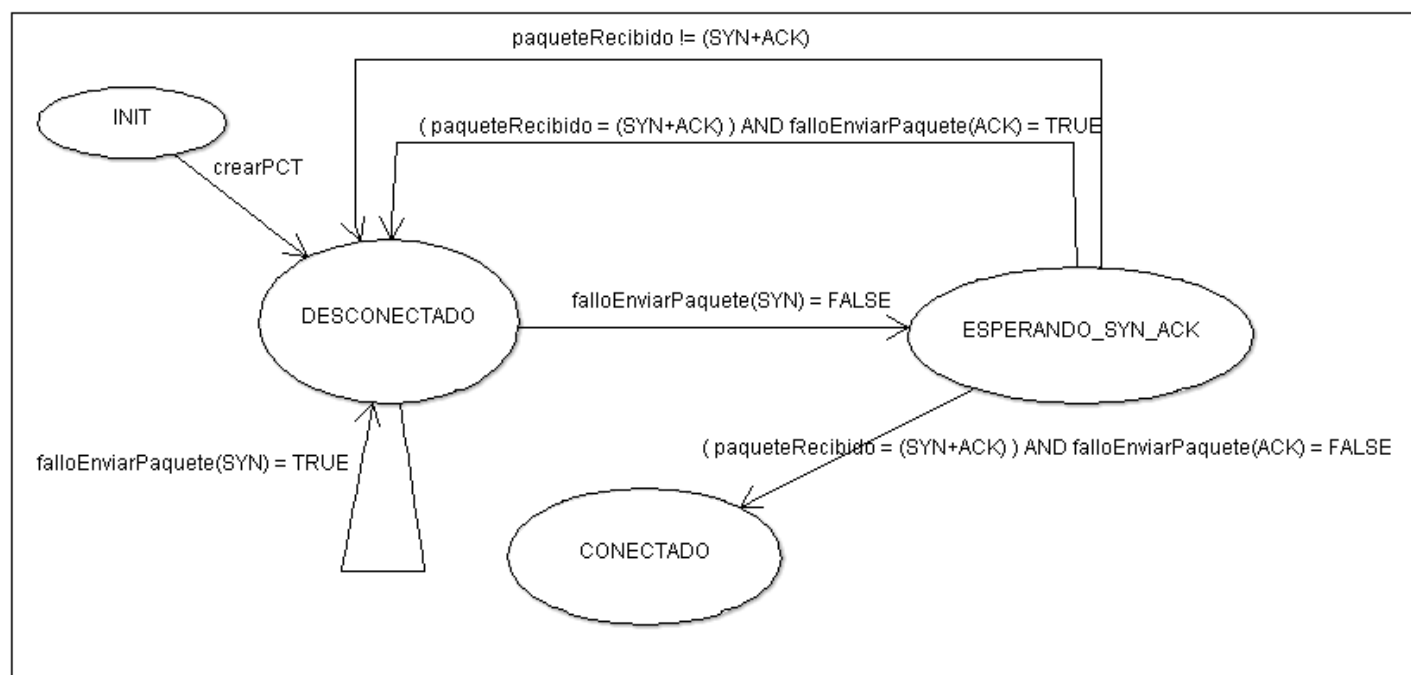 paqueteRecibido != (SYN+ACK)
INIT
( paqueteRecibido = (SYN+ACK) ) AND falloEnviarPaquete(ACK) = TRUE
crearPCT
falloEnviarPaquete(SYN) = FALSE
DESCONECTADO
ESPERANDO_SYN_ACK
( paqueteRecibido = (SYN+ACK) ) AND falloEnviarPaquete(ACK) = FALSE
falloEnviarPaquete(SYN) = TRUE
CONECTADO